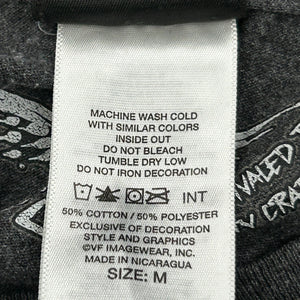 MACHINE WASH COLD
WITH SIMILAR COLORS
INSIDE OUT
DO NOT BLEACH
TUMBLE DRY LOW
DO NOT IRON DECORATION
INT
50% COTTON / 50% POLYESTER
EXCLUSIVE OF DECORATION
STYLE AND GRAPHICS
©VF IMAGEWEAR, INC.
MADE IN NICARAGUA
SIZE: M